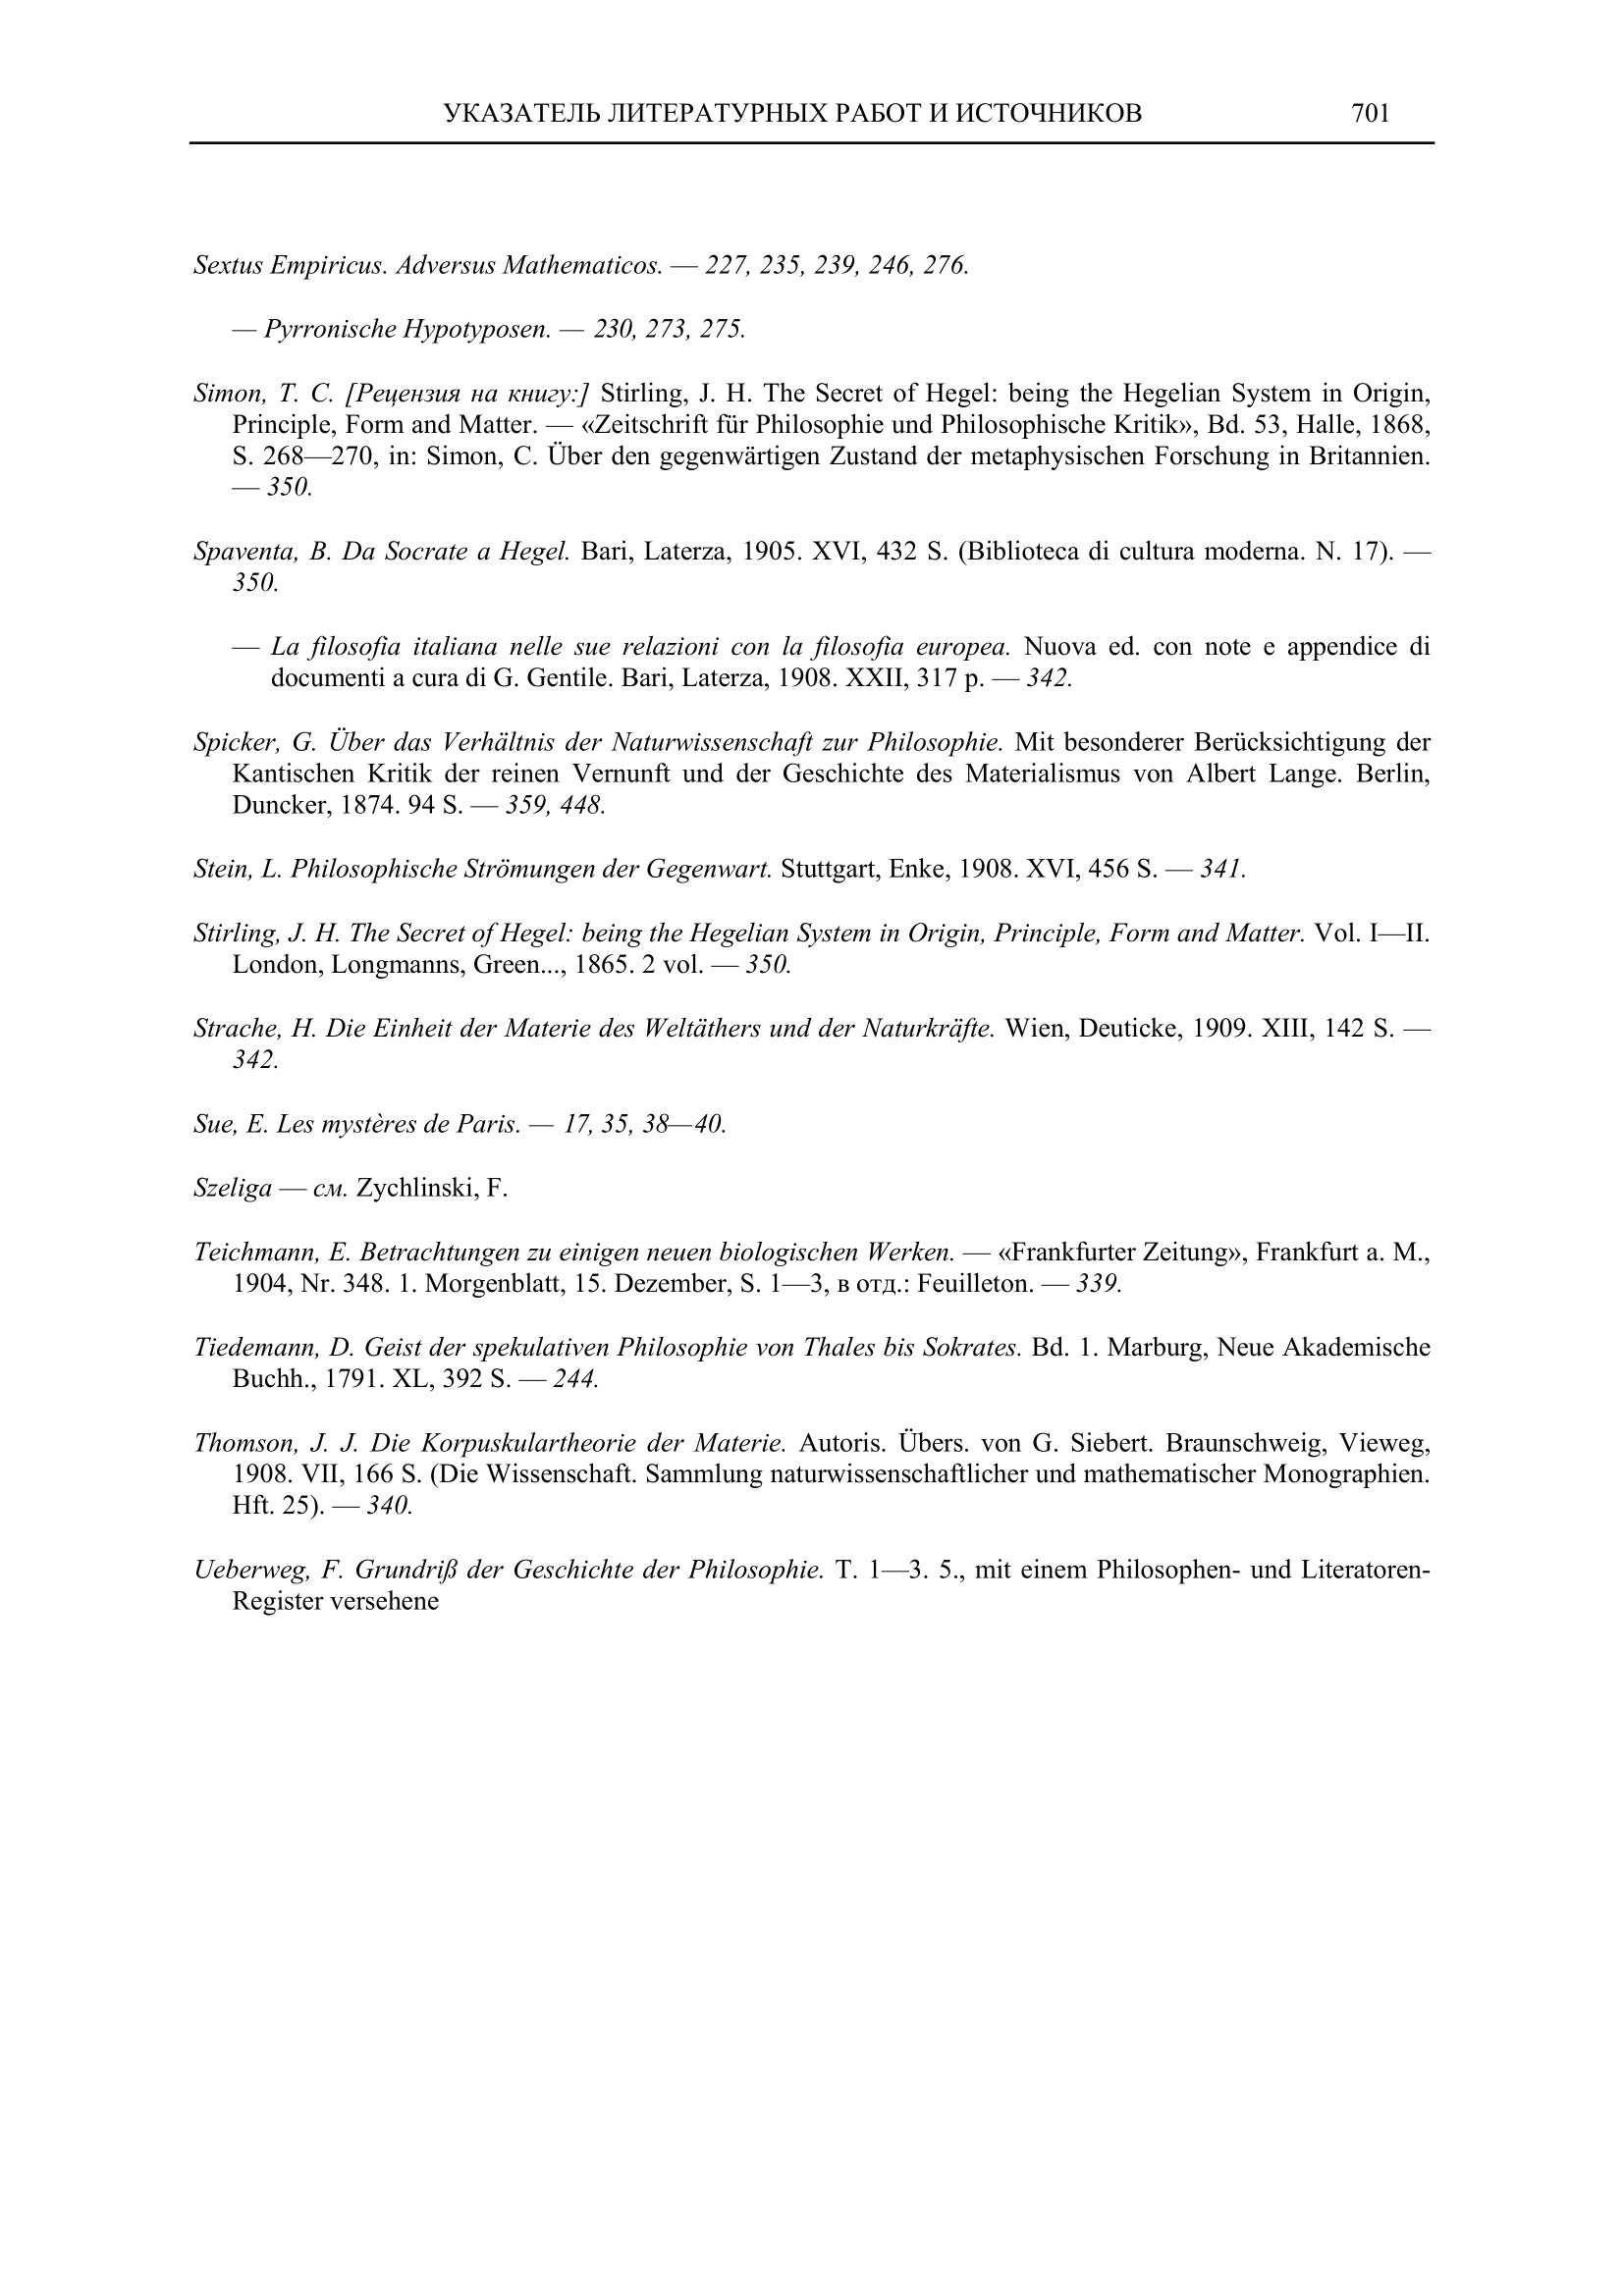 УКАЗАТЕЛЬ ЛИТЕРАТУРНЫХ РАБОТ И ИСТОЧНИКОВ 701
Sextus Empiricus. Adversus Mathematicos. — 227, 235, 239, 246, 276.
— Pyrronische Hypotyposen. — 230, 273, 275.
Simon, T. C. [Рецензия на книгу:] Stirling, J. H. The Secret of Hegel: being the Hegelian System in Origin,
Principle, Form and Matter. — «Zeitschrift für Philosophie und Philosophische Kritik», Bd. 53, Halle, 1868,
S. 268—270, in: Simon, C. Über den gegenwärtigen Zustand der metaphysischen Forschung in Britannien.
— 350.
Spaventa, B. Da Socrate a Hegel. Bari, Laterza, 1905. XVI, 432 S. (Biblioteca di cultura moderna. N. 17). —
350.
— La filosofia italiana nelle sue relazioni con la filosofia europea. Nuova ed. con note e appendice di
documenti a cura di G. Gentile. Bari, Laterza, 1908. XXII, 317 p. — 342.
Spicker, G. Über das Verhältnis der Naturwissenschaft zur Philosophie. Mit besonderer Berücksichtigung der
Kantischen Kritik der reinen Vernunft und der Geschichte des Materialismus von Albert Lange. Berlin,
Duncker, 1874. 94 S. — 359, 448.
Stein, L. Philosophische Strömungen der Gegenwart. Stuttgart, Enke, 1908. XVI, 456 S. — 341.
Stirling, J. H. The Secret of Hegel: being the Hegelian System in Origin, Principle, Form and Matter. Vol. I—II.
London, Longmanns, Green..., 1865. 2 vol. — 350.
Strache, H. Die Einheit der Materie des Weltäthers und der Naturkräfte. Wien, Deuticke, 1909. XIII, 142 S. —
342.
Sue, E. Les mystères de Paris. — 17, 35, 38—40.
Szeliga — см. Zychlinski, F.
Teichmann, E. Betrachtungen zu einigen neuen biologischen Werken. — «Frankfurter Zeitung», Frankfurt a. M.,
1904, Nr. 348. 1. Morgenblatt, 15. Dezember, S. 1—3, в отд.: Feuilleton. — 339.
Tiedemann, D. Geist der spekulativen Philosophie von Thales bis Sokrates. Bd. 1. Marburg, Neue Akademische
Buchh., 1791. XL, 392 S. — 244.
Thomson, J. J. Die Korpuskulartheorie der Materie. Autoris. Übers. von G. Siebert. Braunschweig, Vieweg,
1908. VII, 166 S. (Die Wissenschaft. Sammlung naturwissenschaftlicher und mathematischer Monographien.
Hft. 25). — 340.
Ueberweg, F. Grundriß der Geschichte der Philosophie. T. 1—3. 5., mit einem Philosophen- und Literatoren-
Register versehene